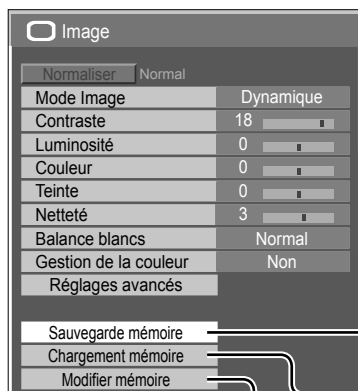 Image
Normaliser Normal
Mode Image Dynamique
Contraste 18
Luminosité 0
Couleur 0
Teinte 0
Netteté 3
Balance blancs Normal
Gestion de la couleur Non
Réglages avancés
Sauvegarde mémoire
Chargement mémoire
Modifier mémoire